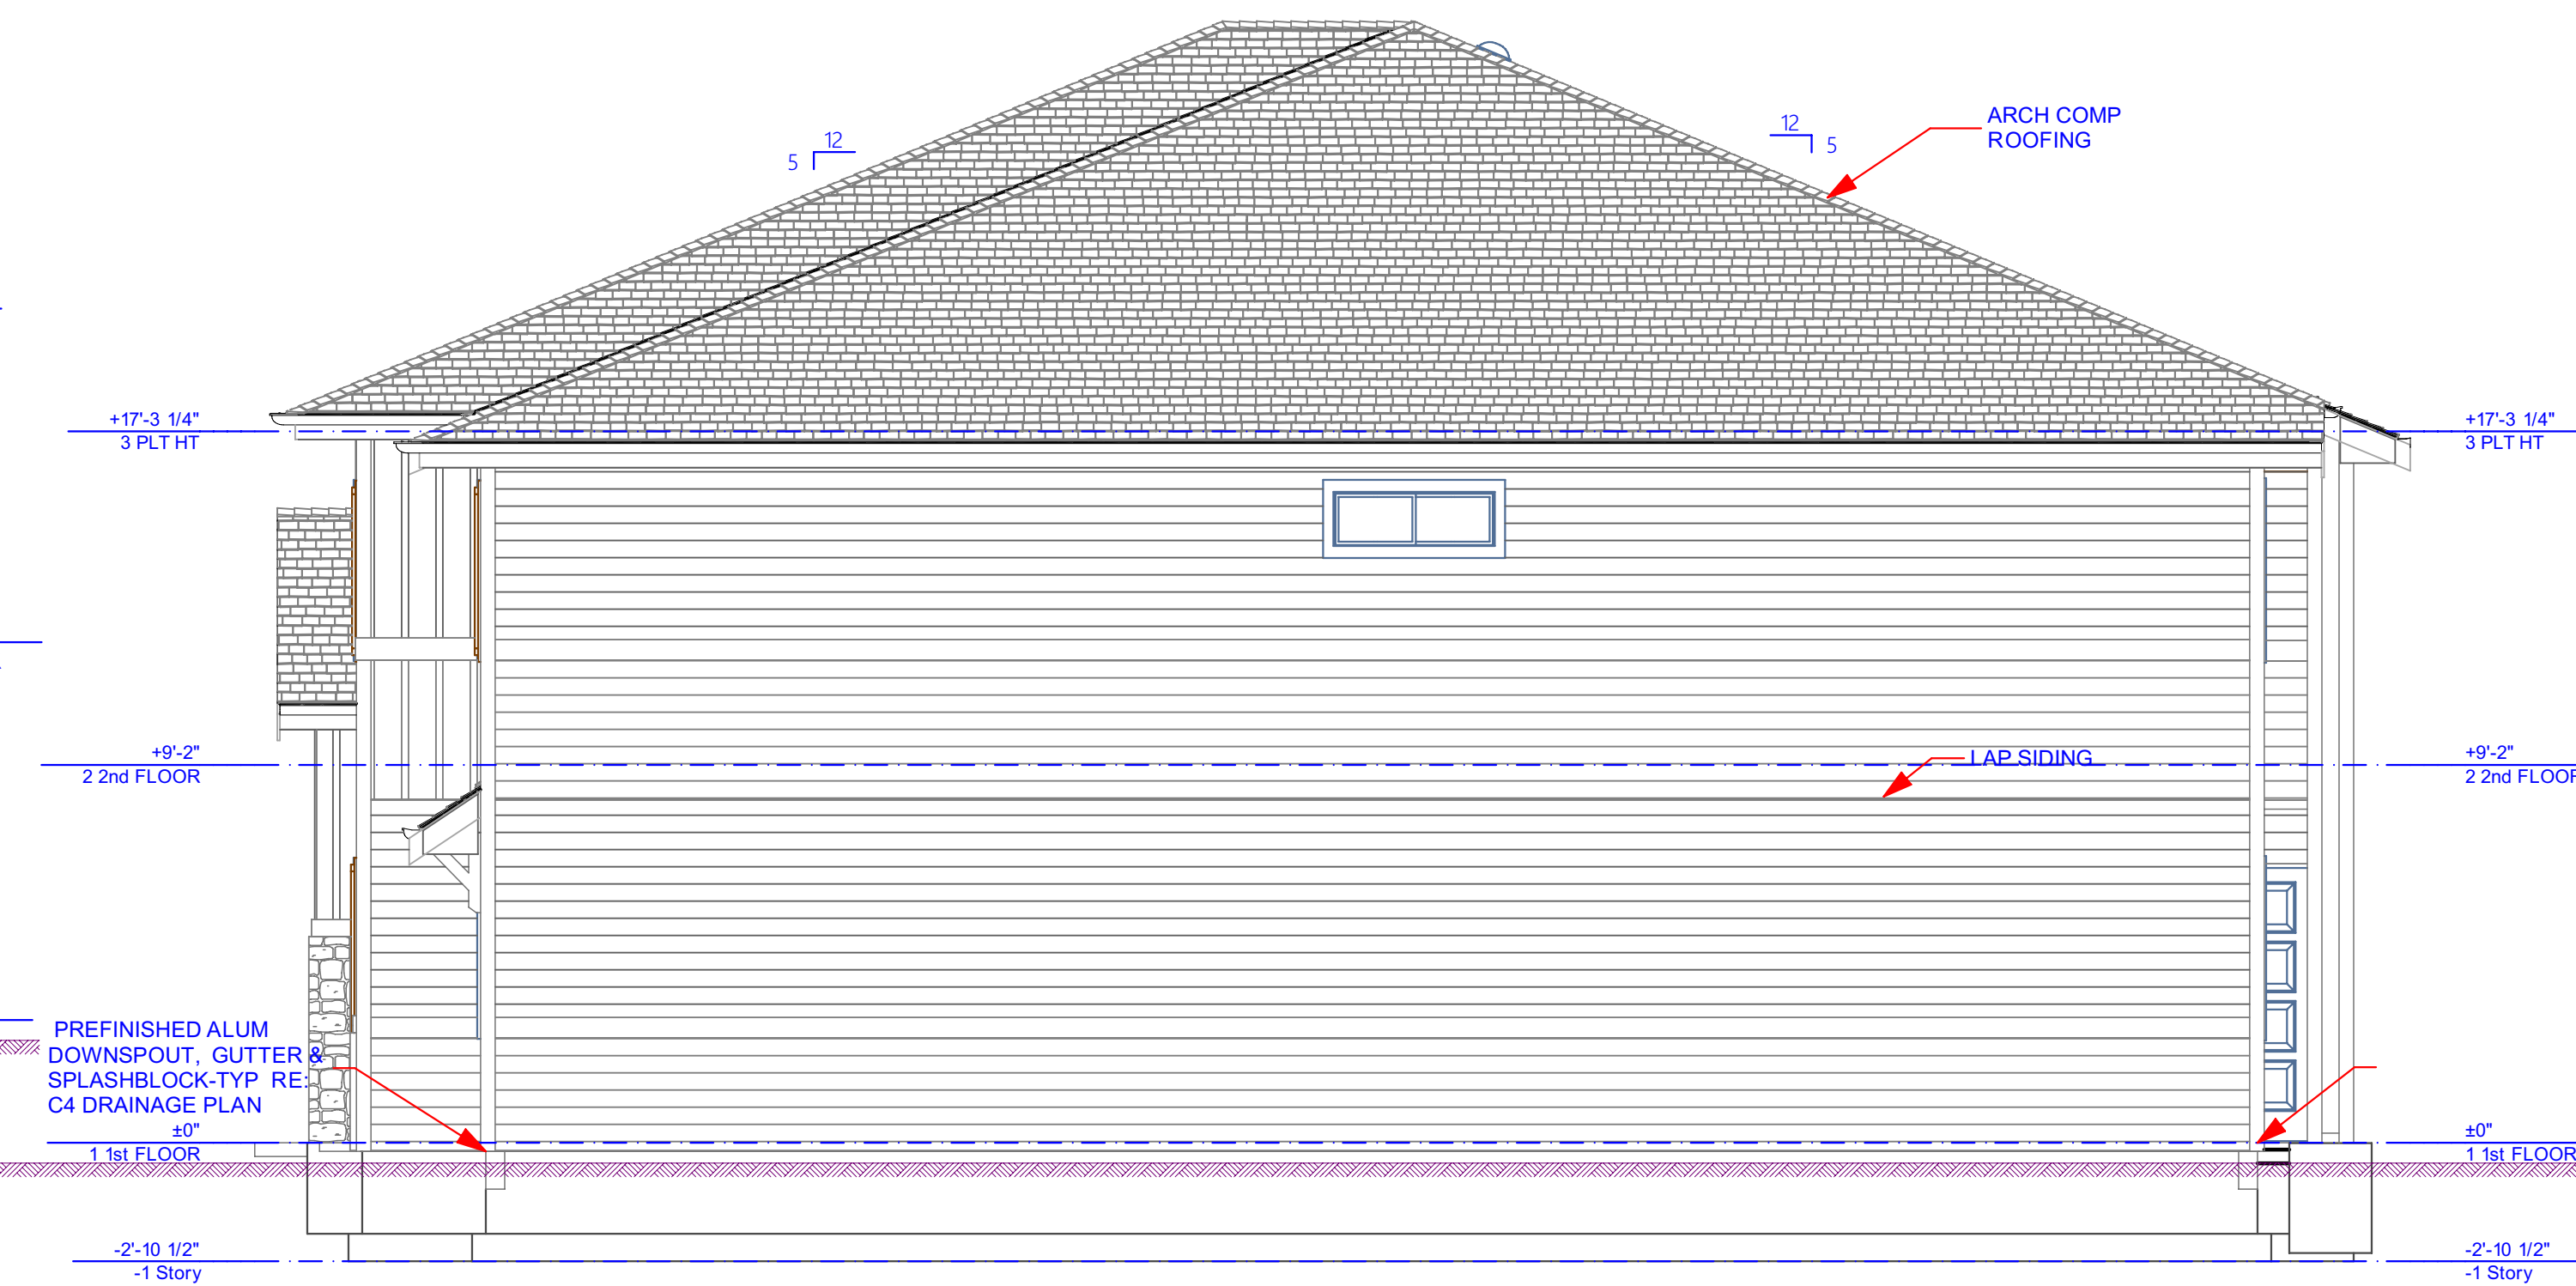 ARCH COMP
ROOFING
12
5
12
5
+17'-3 1/4"
3 PLT HT
+17'-3 1/4"
3 PLT HT
+9'-2"
2 2nd FLOOR
LAP SIDING
+9'-2"
2 2nd FLOOR
PREFINISHED ALUM
DOWNSPOUT, GUTTER &
SPLASHBLOCK-TYP RE:
C4 DRAINAGE PLAN
±0"
1 1st FLOOR
±0"
1 1st FLOOR
-2'-10 1/2"
-1 Story
-2'-10 1/2"
-1 Story